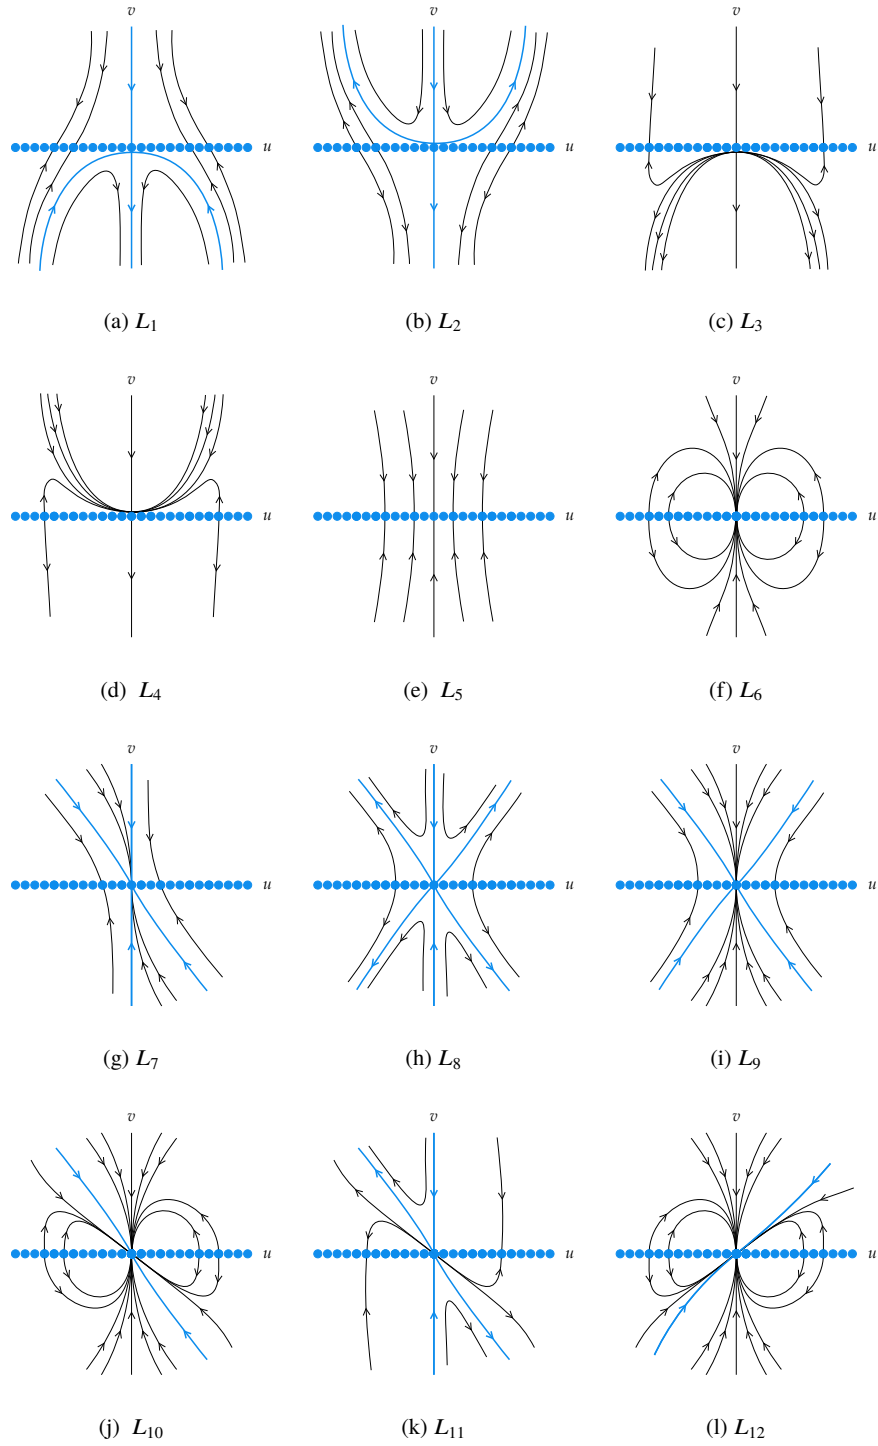 v v v
u u u
(a) L₁ (b) L₂ (c) L₃
v v v
u u u
(d) L₄ (e) L₅ (f) L₆
v v v
u u u
(g) L₇ (h) L₈ (i) L₉
v v v
u u u
(j) L₁₀ (k) L₁₁ (l) L₁₂